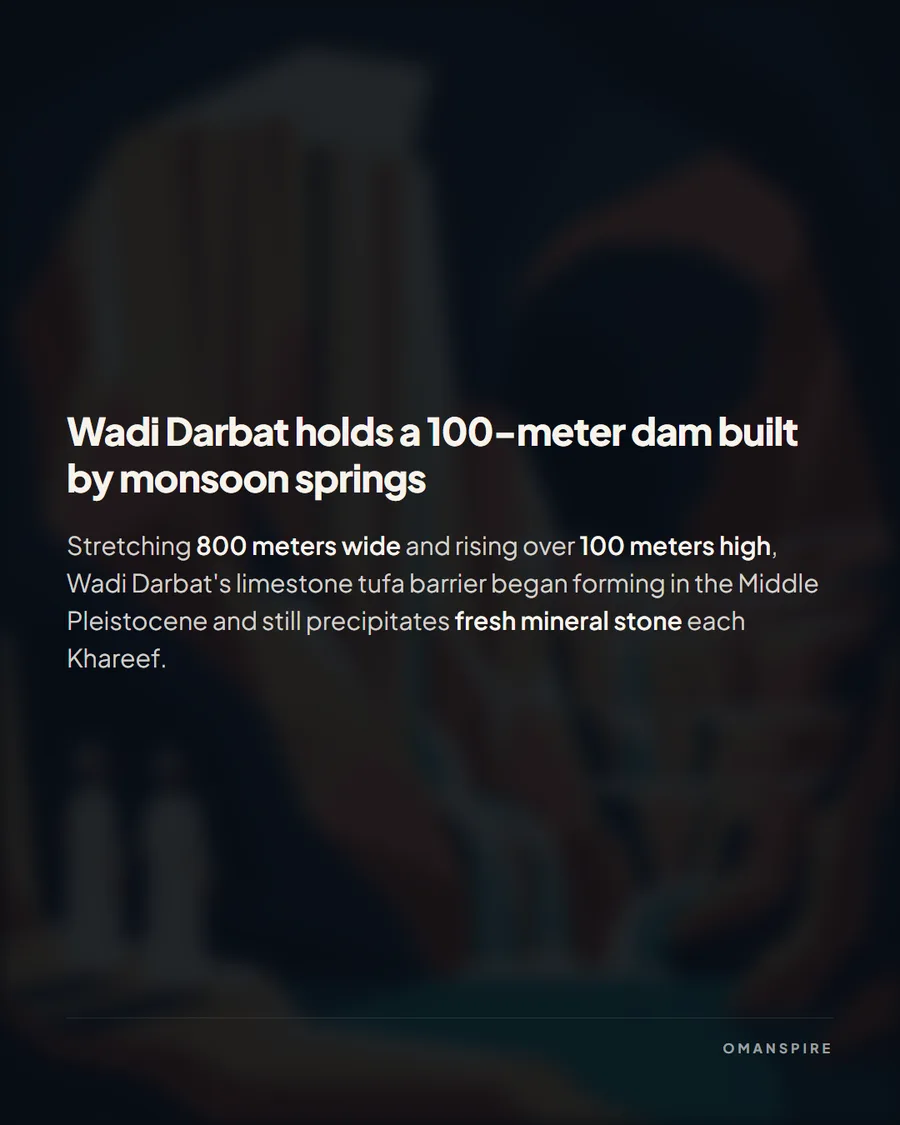 Wadi Darbat holds a 100-meter dam built
by monsoon springs
Stretching 800 meters wide and rising over 100 meters high,
Wadi Darbat's limestone tufa barrier began forming in the Middle
Pleistocene and still precipitates fresh mineral stone each
Khareef.
OMANSPIRE